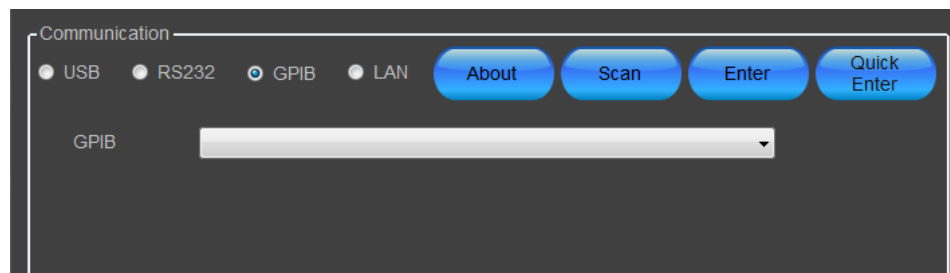 Communication
USB RS232 GPIB LAN About Scan Enter Quick
Enter
GPIB